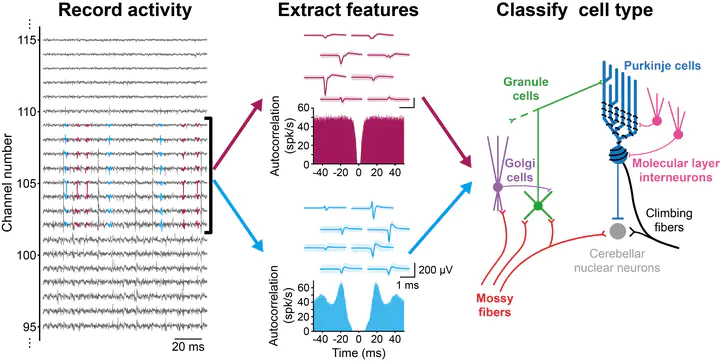 Record activity
Extract features
Classify cell type
Channel number
115
110
105
100
95
20 ms
Autocorrelation
(spk/s)
60
40
20
0
-40 -20 0 20 40
200 µV
1 ms
Autocorrelation
(spk/s)
60
40
20
0
-40 -20 0 20 40
Time (ms)
Granule
cells
Purkinje cells
Golgi
cells
Molecular layer
interneurons
Climbing
fibers
Cerebellar
nuclear neurons
Mossy
fibers